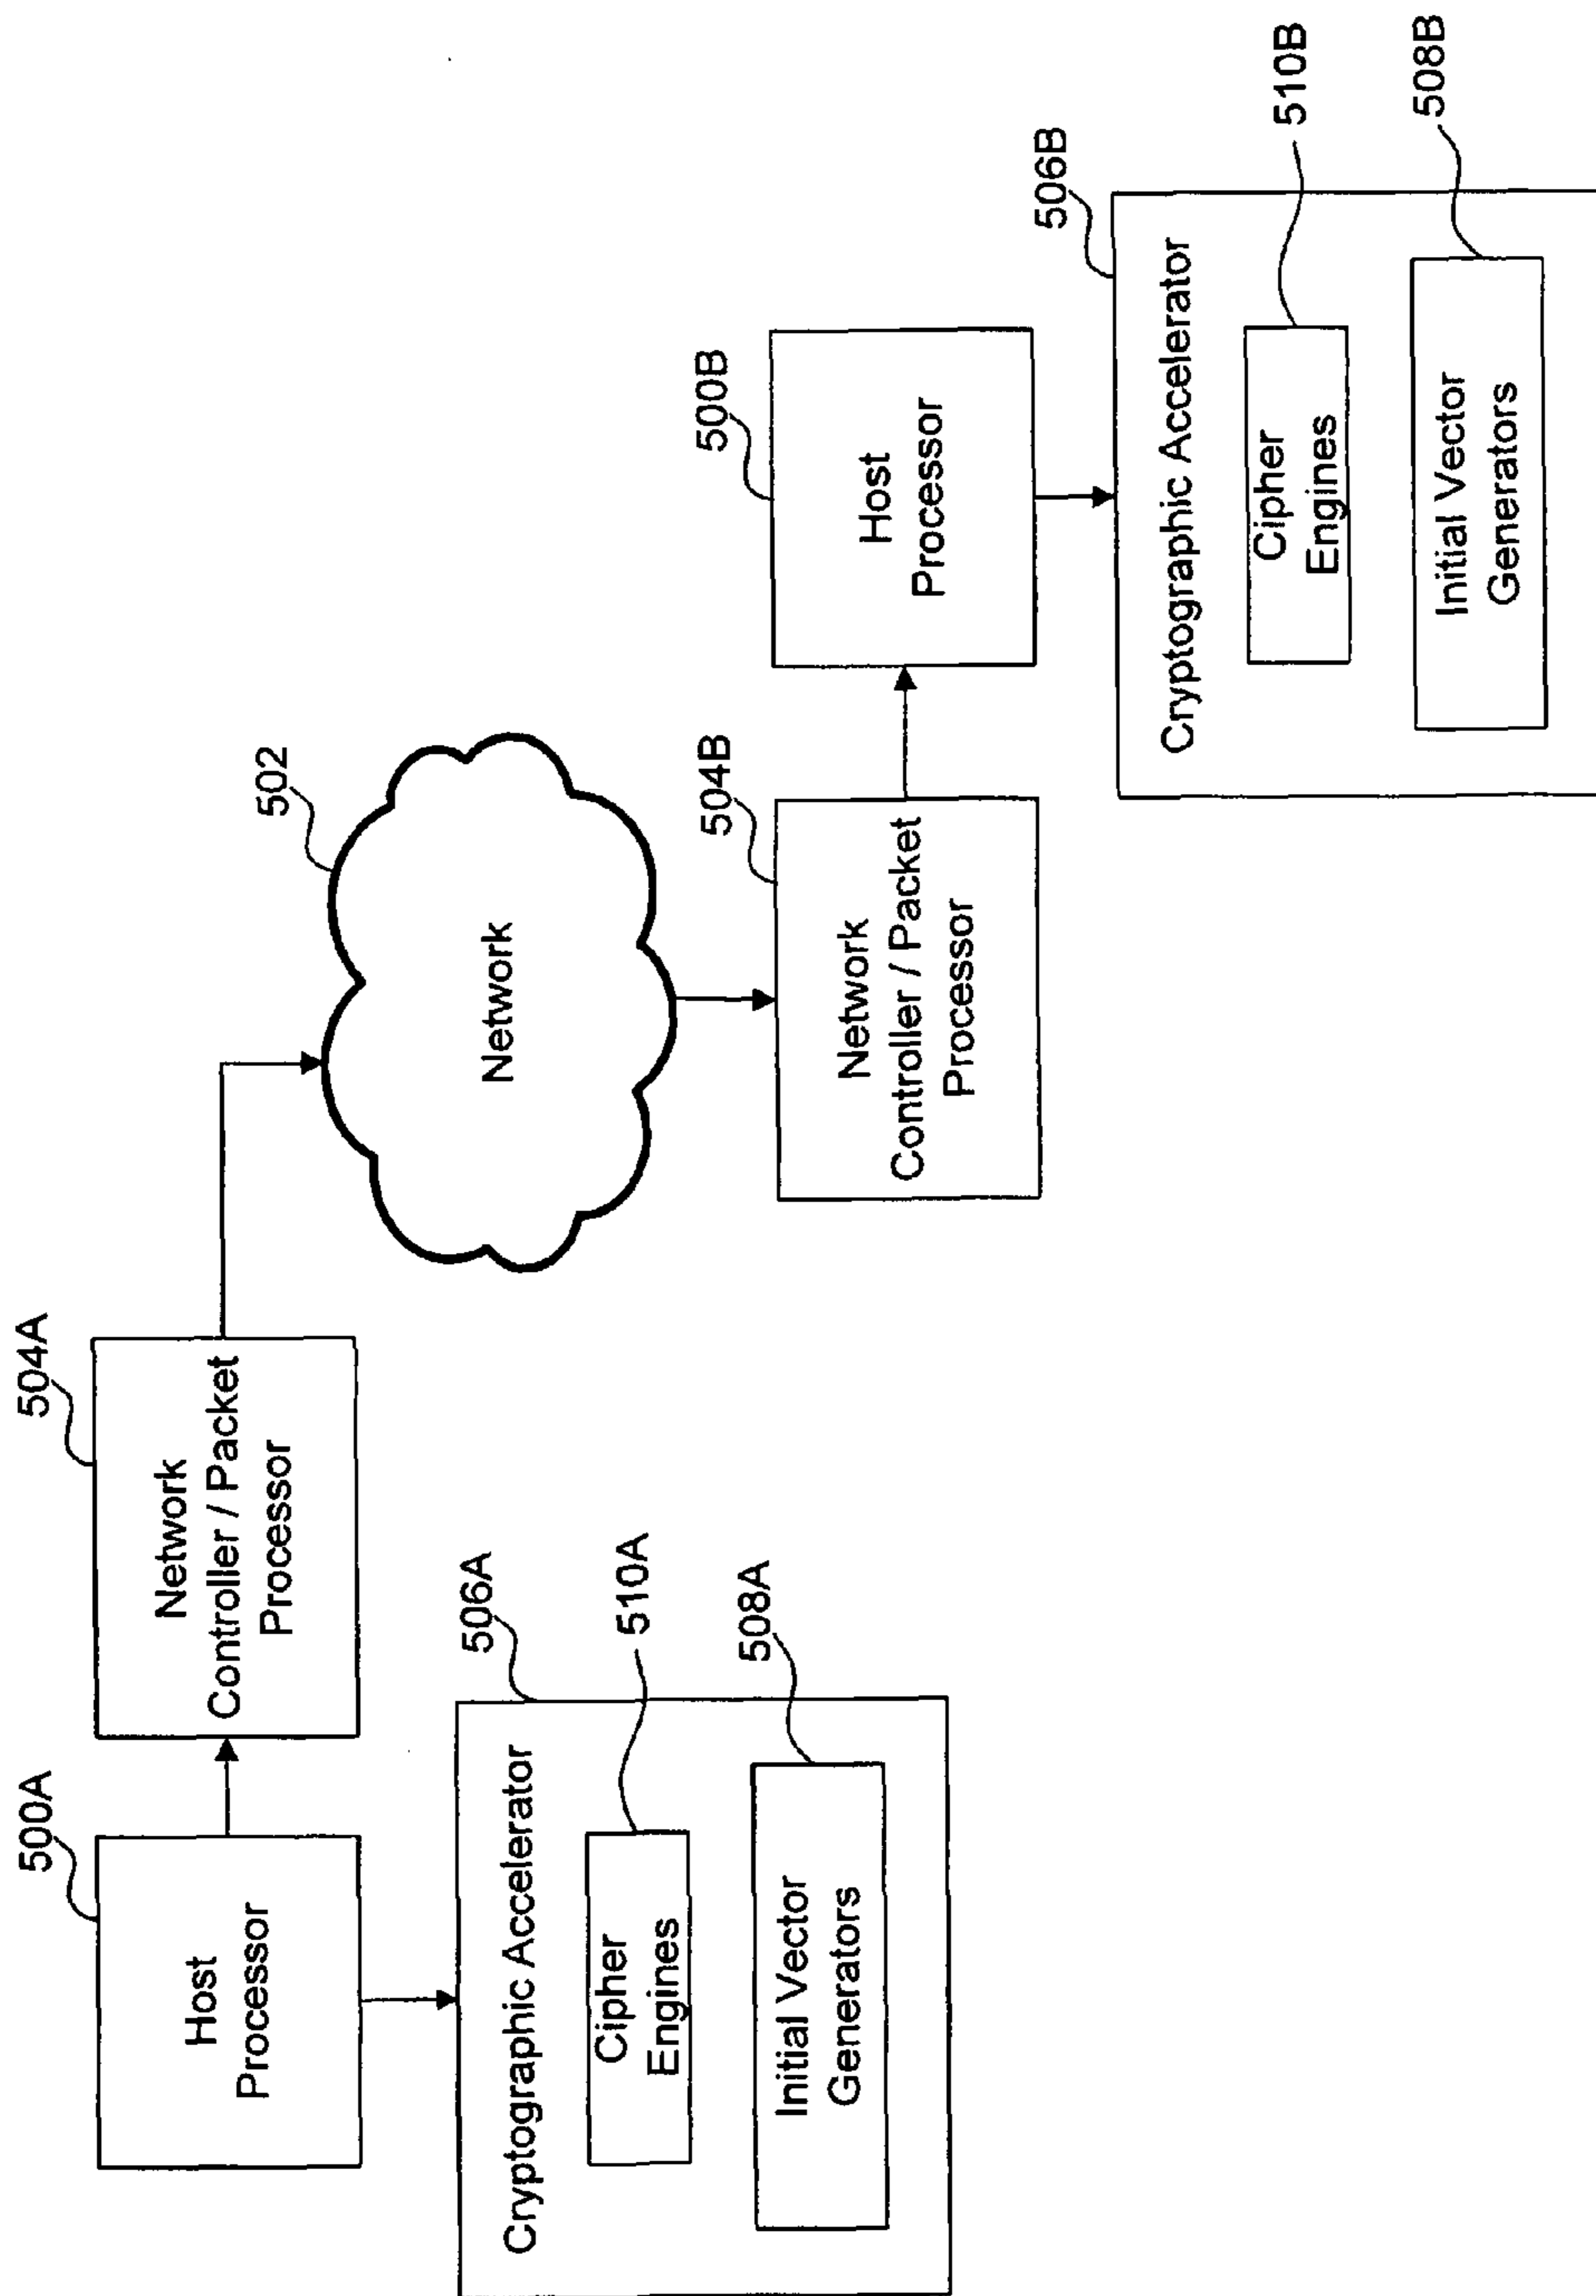 500A
Host
Processor
504A
Network
Controller / Packet
Processor
506A
Cryptographic Accelerator
Cipher
Engines
510A
Initial Vector
Generators
508A
502
Network
504B
Network
Controller / Packet
Processor
500B
Host
Processor
506B
Cryptographic Accelerator
Cipher
Engines
510B
Initial Vector
Generators
508B